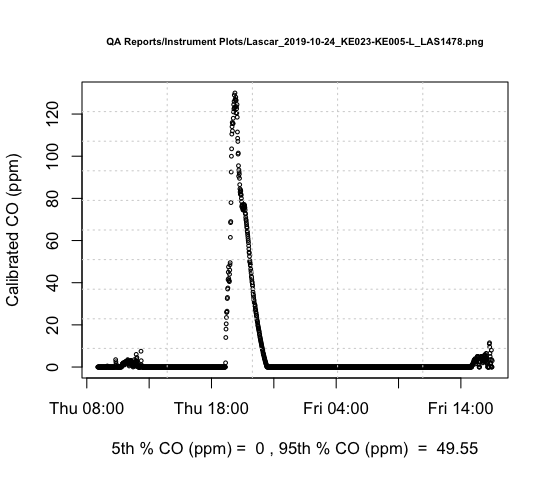 QA Reports/Instrument Plots/Lascar_2019-10-24_KE023-KE005-L_LAS1478.png
Calibrated CO (ppm)
120
100
80
60
40
20
0
Thu 08:00
Thu 18:00
Fri 04:00
Fri 14:00
5th % CO (ppm) = 0 , 95th % CO (ppm) = 49.55